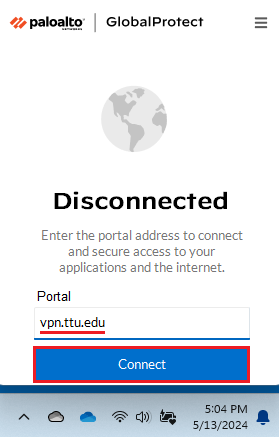 paloalto GlobalProtect
NETWORKS
Disconnected
Enter the portal address to connect
and secure access to your
applications and the internet.
Portal
vpn.ttu.edu
Connect
5:04 PM
5/13/2024